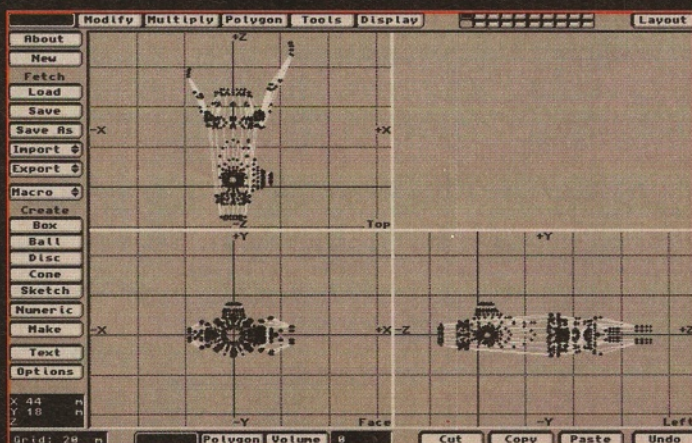 Modify Multiply Polygon Tools Display Layout
About
New
Fetch
Load
Save
Save As
Import
Export
Macro
Create
Box
Ball
Disc
Cone
Sketch
Numeric
Make
Text
Options
X 44 m
Y 18 m
Z
Grid: 20 m
+Z
-X +X
-Z Top
+Y
-X +X
-Y Face
+Y
-Z +Z
-Y Left
Polygon Volume 0 Cut Copy Paste Undo